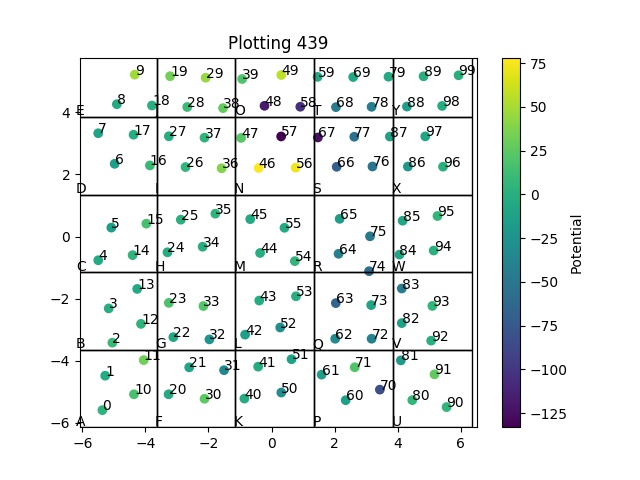 Plotting 439
9 19 29 39 49 59 69 79 89 99
8 18 28 38 48 58 68 78 88 98
E O T Y
4
7 17 27 37 47 57 67 77 87 97
6 16 26 36 46 56 66 76 86 96
2
D I N S X
5 15 25 35 45 55 65 75 85 95
0
4 14 24 34 44 54 64 74 84 94
C H M R W
−2
3 13 23 33 43 53 63 73 83 93
2 12 22 32 42 52 62 72 82 92
B G L Q V
−4
1 11 21 31 41 51 61 71 81 91
0 10 20 30 40 50 60 70 80 90
−6
A F K P U
−6 −4 −2 0 2 4 6
75
50
25
0
−25
−50
−75
−100
−125
Potential